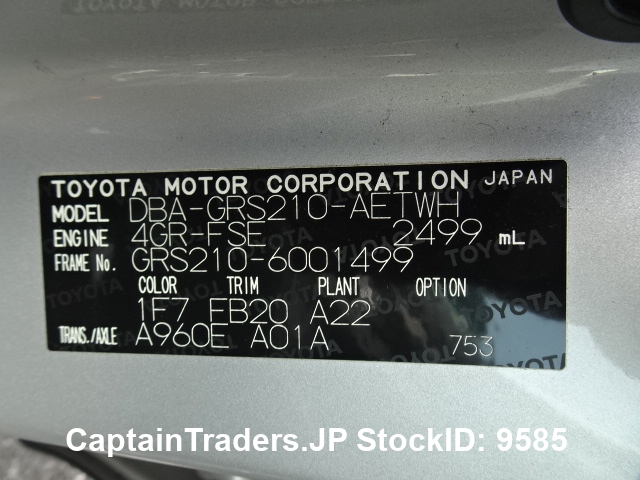 TOYOTA MOTOR CORPORATION JAPAN
MODEL DBA-GRS210-AETWH
ENGINE 4GR-FSE 2499 mL
FRAME No. GRS210-6001499
COLOR TRIM PLANT OPTION
1F7 FB20 A22
TRANS./AXLE A960E A01A 753
CaptainTraders.JP StockID: 9585